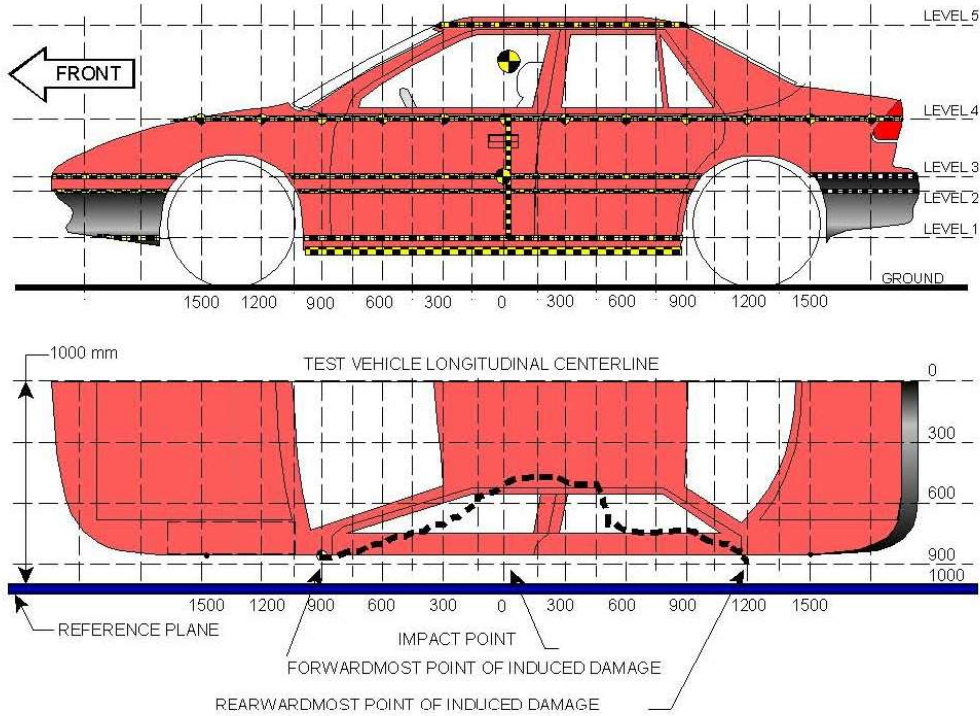 LEVEL 5
FRONT
LEVEL 4
LEVEL 3
LEVEL 2
LEVEL 1
GROUND
1500 1200 900 600 300 0 300 600 900 1200 1500
1000 mm
TEST VEHICLE LONGITUDINAL CENTERLINE
0
300
600
900
1000
1500 1200 900 600 300 0 300 600 900 1200 1500
REFERENCE PLANE
IMPACT POINT
FORWARDMOST POINT OF INDUCED DAMAGE
REARWARDMOST POINT OF INDUCED DAMAGE